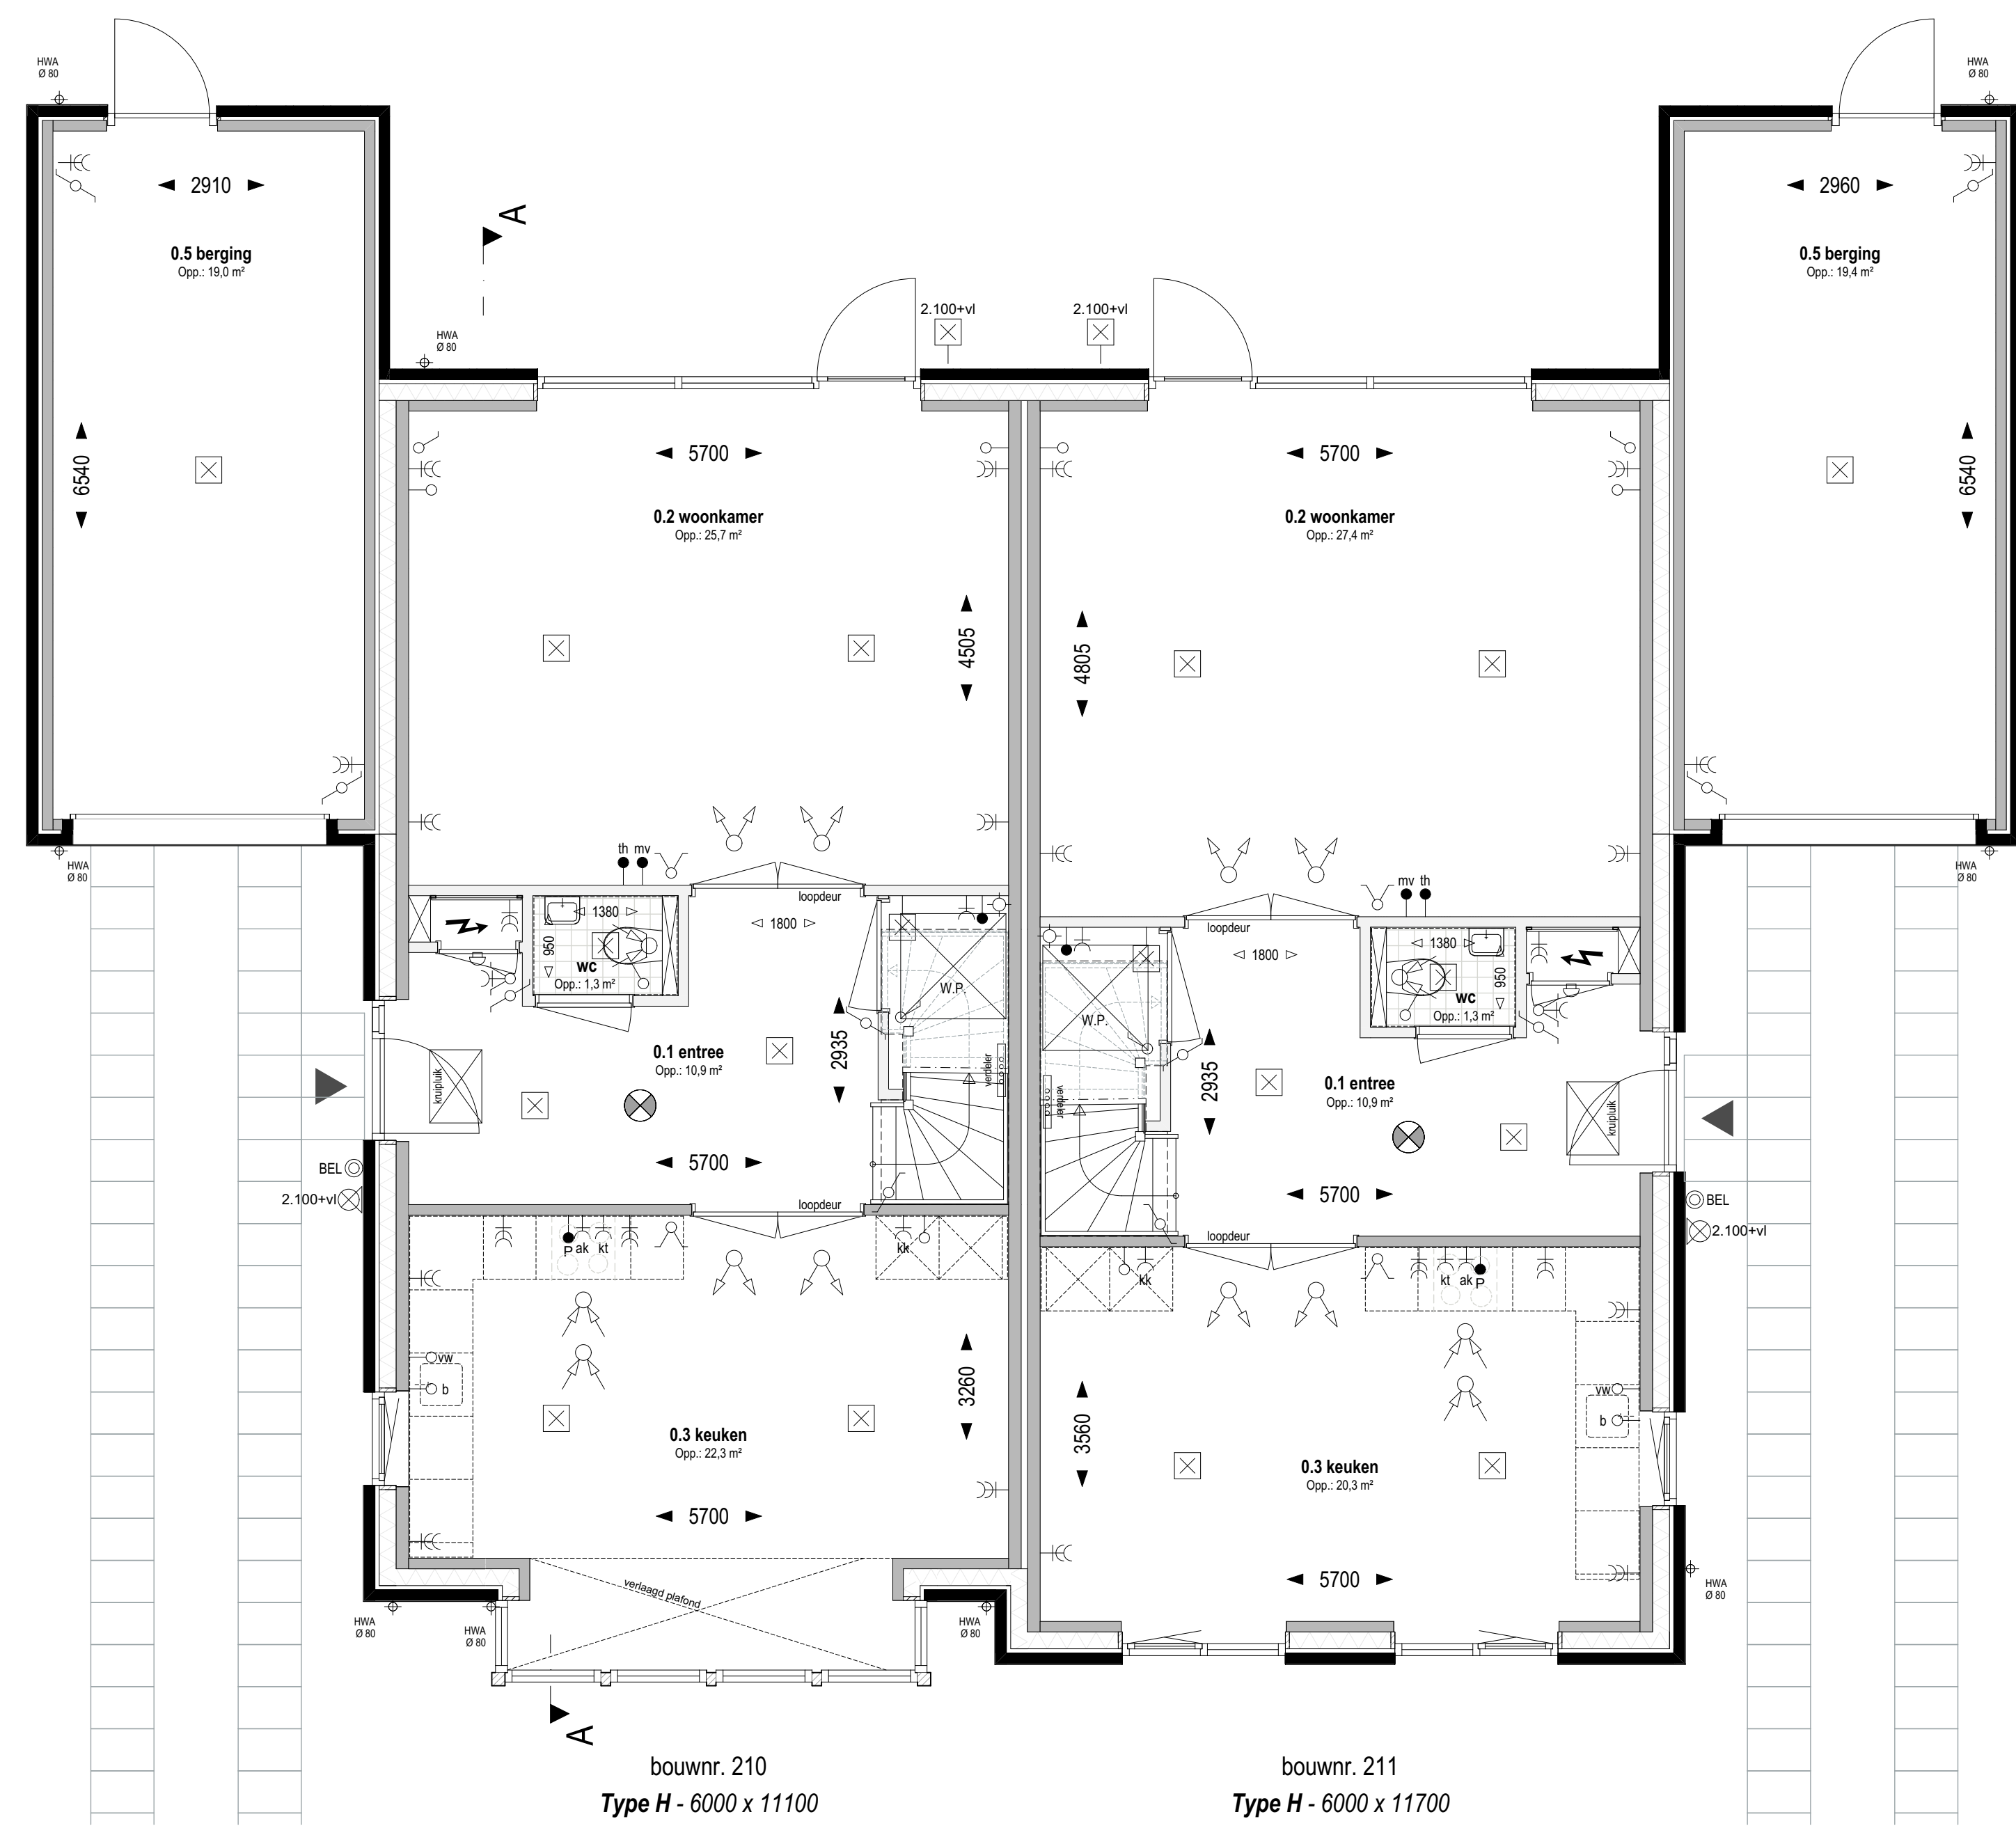 HWA
Ø 80
HWA
Ø 80
2910
2960
A
0.5 berging
Opp.: 19,0 m²
0.5 berging
Opp.: 19,4 m²
2.100+vl
2.100+vl
HWA
Ø 80
6540
5700
5700
6540
0.2 woonkamer
Opp.: 25,7 m²
0.2 woonkamer
Opp.: 27,4 m²
4505
4805
th mv
mv th
HWA
Ø 80
HWA
Ø 80
loopdeur
1380
1800
950
wc
Opp.: 1,3 m²
W.P.
loopdeur
1800
1380
950
wc
Opp.: 1,3 m²
W.P.
0.1 entree
Opp.: 10,9 m²
2935
verdeler
kruipluik
0.1 entree
Opp.: 10,9 m²
2935
verdeler
kruipluik
BEL
2.100+vl
5700
loopdeur
5700
loopdeur
BEL
2.100+vl
P ak kt
kk
kk
kt ak P
vw
b
vw
b
3260
3560
0.3 keuken
Opp.: 22,3 m²
0.3 keuken
Opp.: 20,3 m²
5700
5700
verlaagd plafond
HWA
Ø 80
HWA
Ø 80
HWA
Ø 80
HWA
Ø 80
A
bouwnr. 210
Type H - 6000 x 11100
bouwnr. 211
Type H - 6000 x 11700